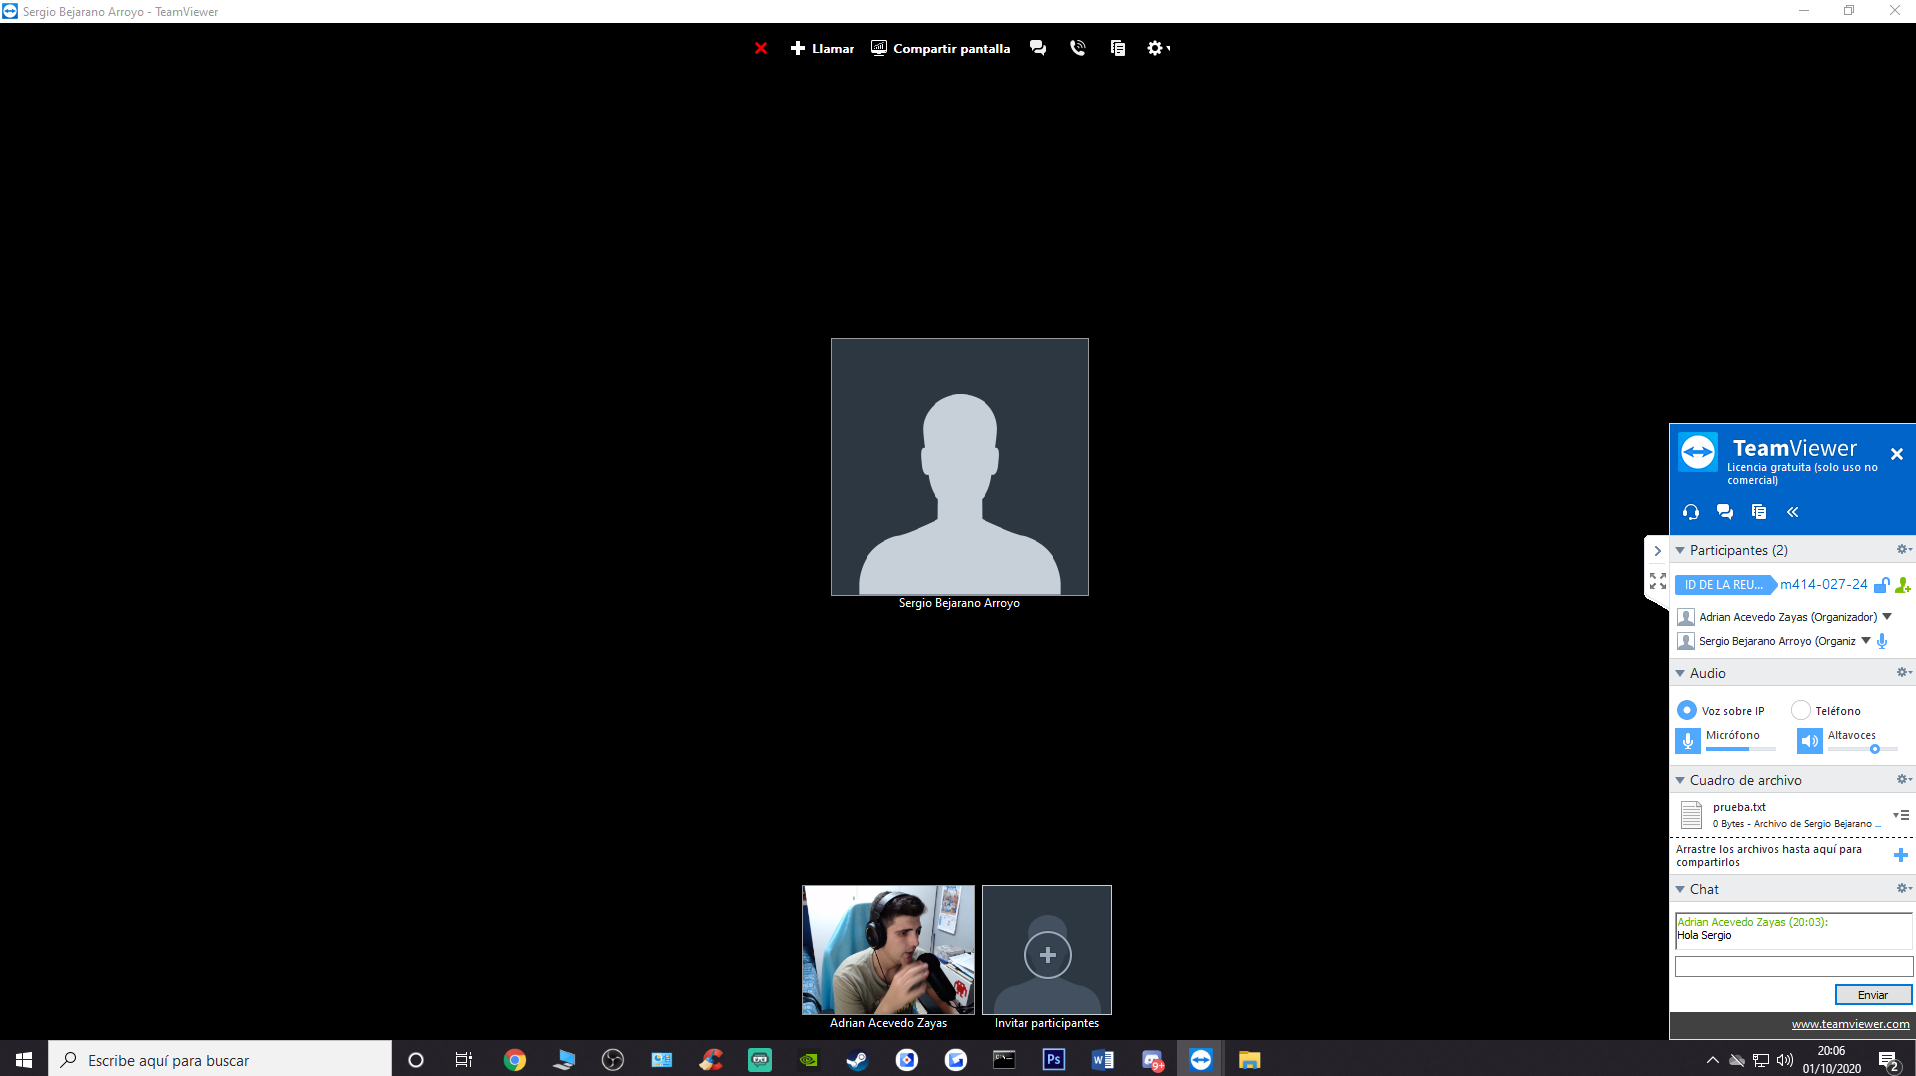 Sergio Bejarano Arroyo - TeamViewer
Llamar
Compartir pantalla
Sergio Bejarano Arroyo
TeamViewer
Licencia gratuita (solo uso no
comercial)
Participantes (2)
ID DE LA REU...
m414-027-24
Adrian Acevedo Zayas (Organizador)
Sergio Bejarano Arroyo (Organiz
Audio
Voz sobre IP
Teléfono
Micrófono
Altavoces
Cuadro de archivo
prueba.txt
0 Bytes - Archivo de Sergio Bejarano ...
Arrastre los archivos hasta aquí para
compartirlos
Chat
Adrian Acevedo Zayas (20:03):
Hola Sergio
Enviar
www.teamviewer.com
Adrian Acevedo Zayas
Invitar participantes
Escribe aquí para buscar
Ps
9+
20:06
01/10/2020
2